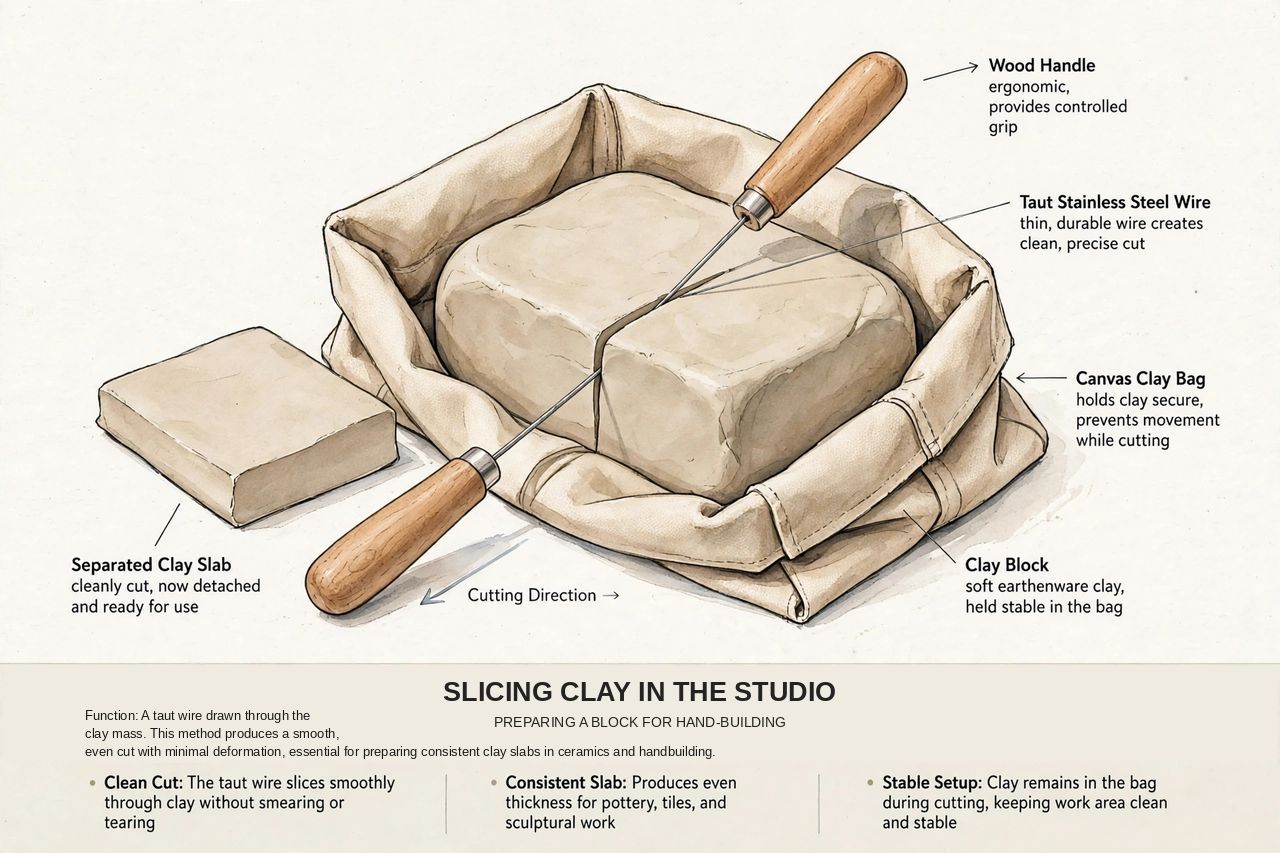 Wood Handle
ergonomic,
provides controlled
grip
Taut Stainless Steel Wire
thin, durable wire creates
clean, precise cut
Canvas Clay Bag
holds clay secure,
prevents movement
while cutting
Separated Clay Slab
cleanly cut, now detached
and ready for use
Cutting Direction →
Clay Block
soft earthenware clay,
held stable in the bag
SLICING CLAY IN THE STUDIO
PREPARING A BLOCK FOR HAND-BUILDING
Function: A taut wire drawn through the
clay mass. This method produces a smooth,
even cut with minimal deformation, essential for preparing consistent clay slabs in ceramics and handbuilding.
• Clean Cut: The taut wire slices smoothly
through clay without smearing or
tearing
• Consistent Slab: Produces even
thickness for pottery, tiles, and
sculptural work
• Stable Setup: Clay remains in the bag
during cutting, keeping work area clean
and stable